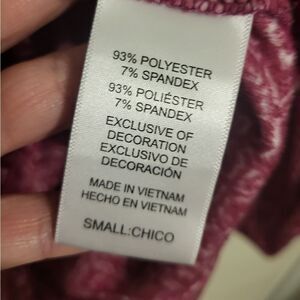 93% POLYESTER
7% SPANDEX
93% POLIÉSTER
7% SPANDEX
EXCLUSIVE OF
DECORATION
EXCLUSIVO DE
DECORACIÓN
MADE IN VIETNAM
HECHO EN VIETNAM
SMALL:CHICO